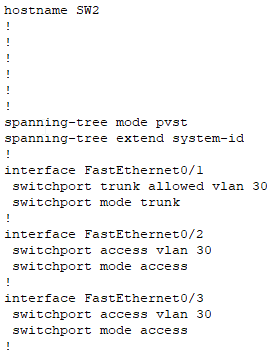 hostname SW2
!
!
!
!
!
!
spanning-tree mode pvst
spanning-tree extend system-id
!
interface FastEthernet0/1
 switchport trunk allowed vlan 30
 switchport mode trunk
!
interface FastEthernet0/2
 switchport access vlan 30
 switchport mode access
!
interface FastEthernet0/3
 switchport access vlan 30
 switchport mode access
!